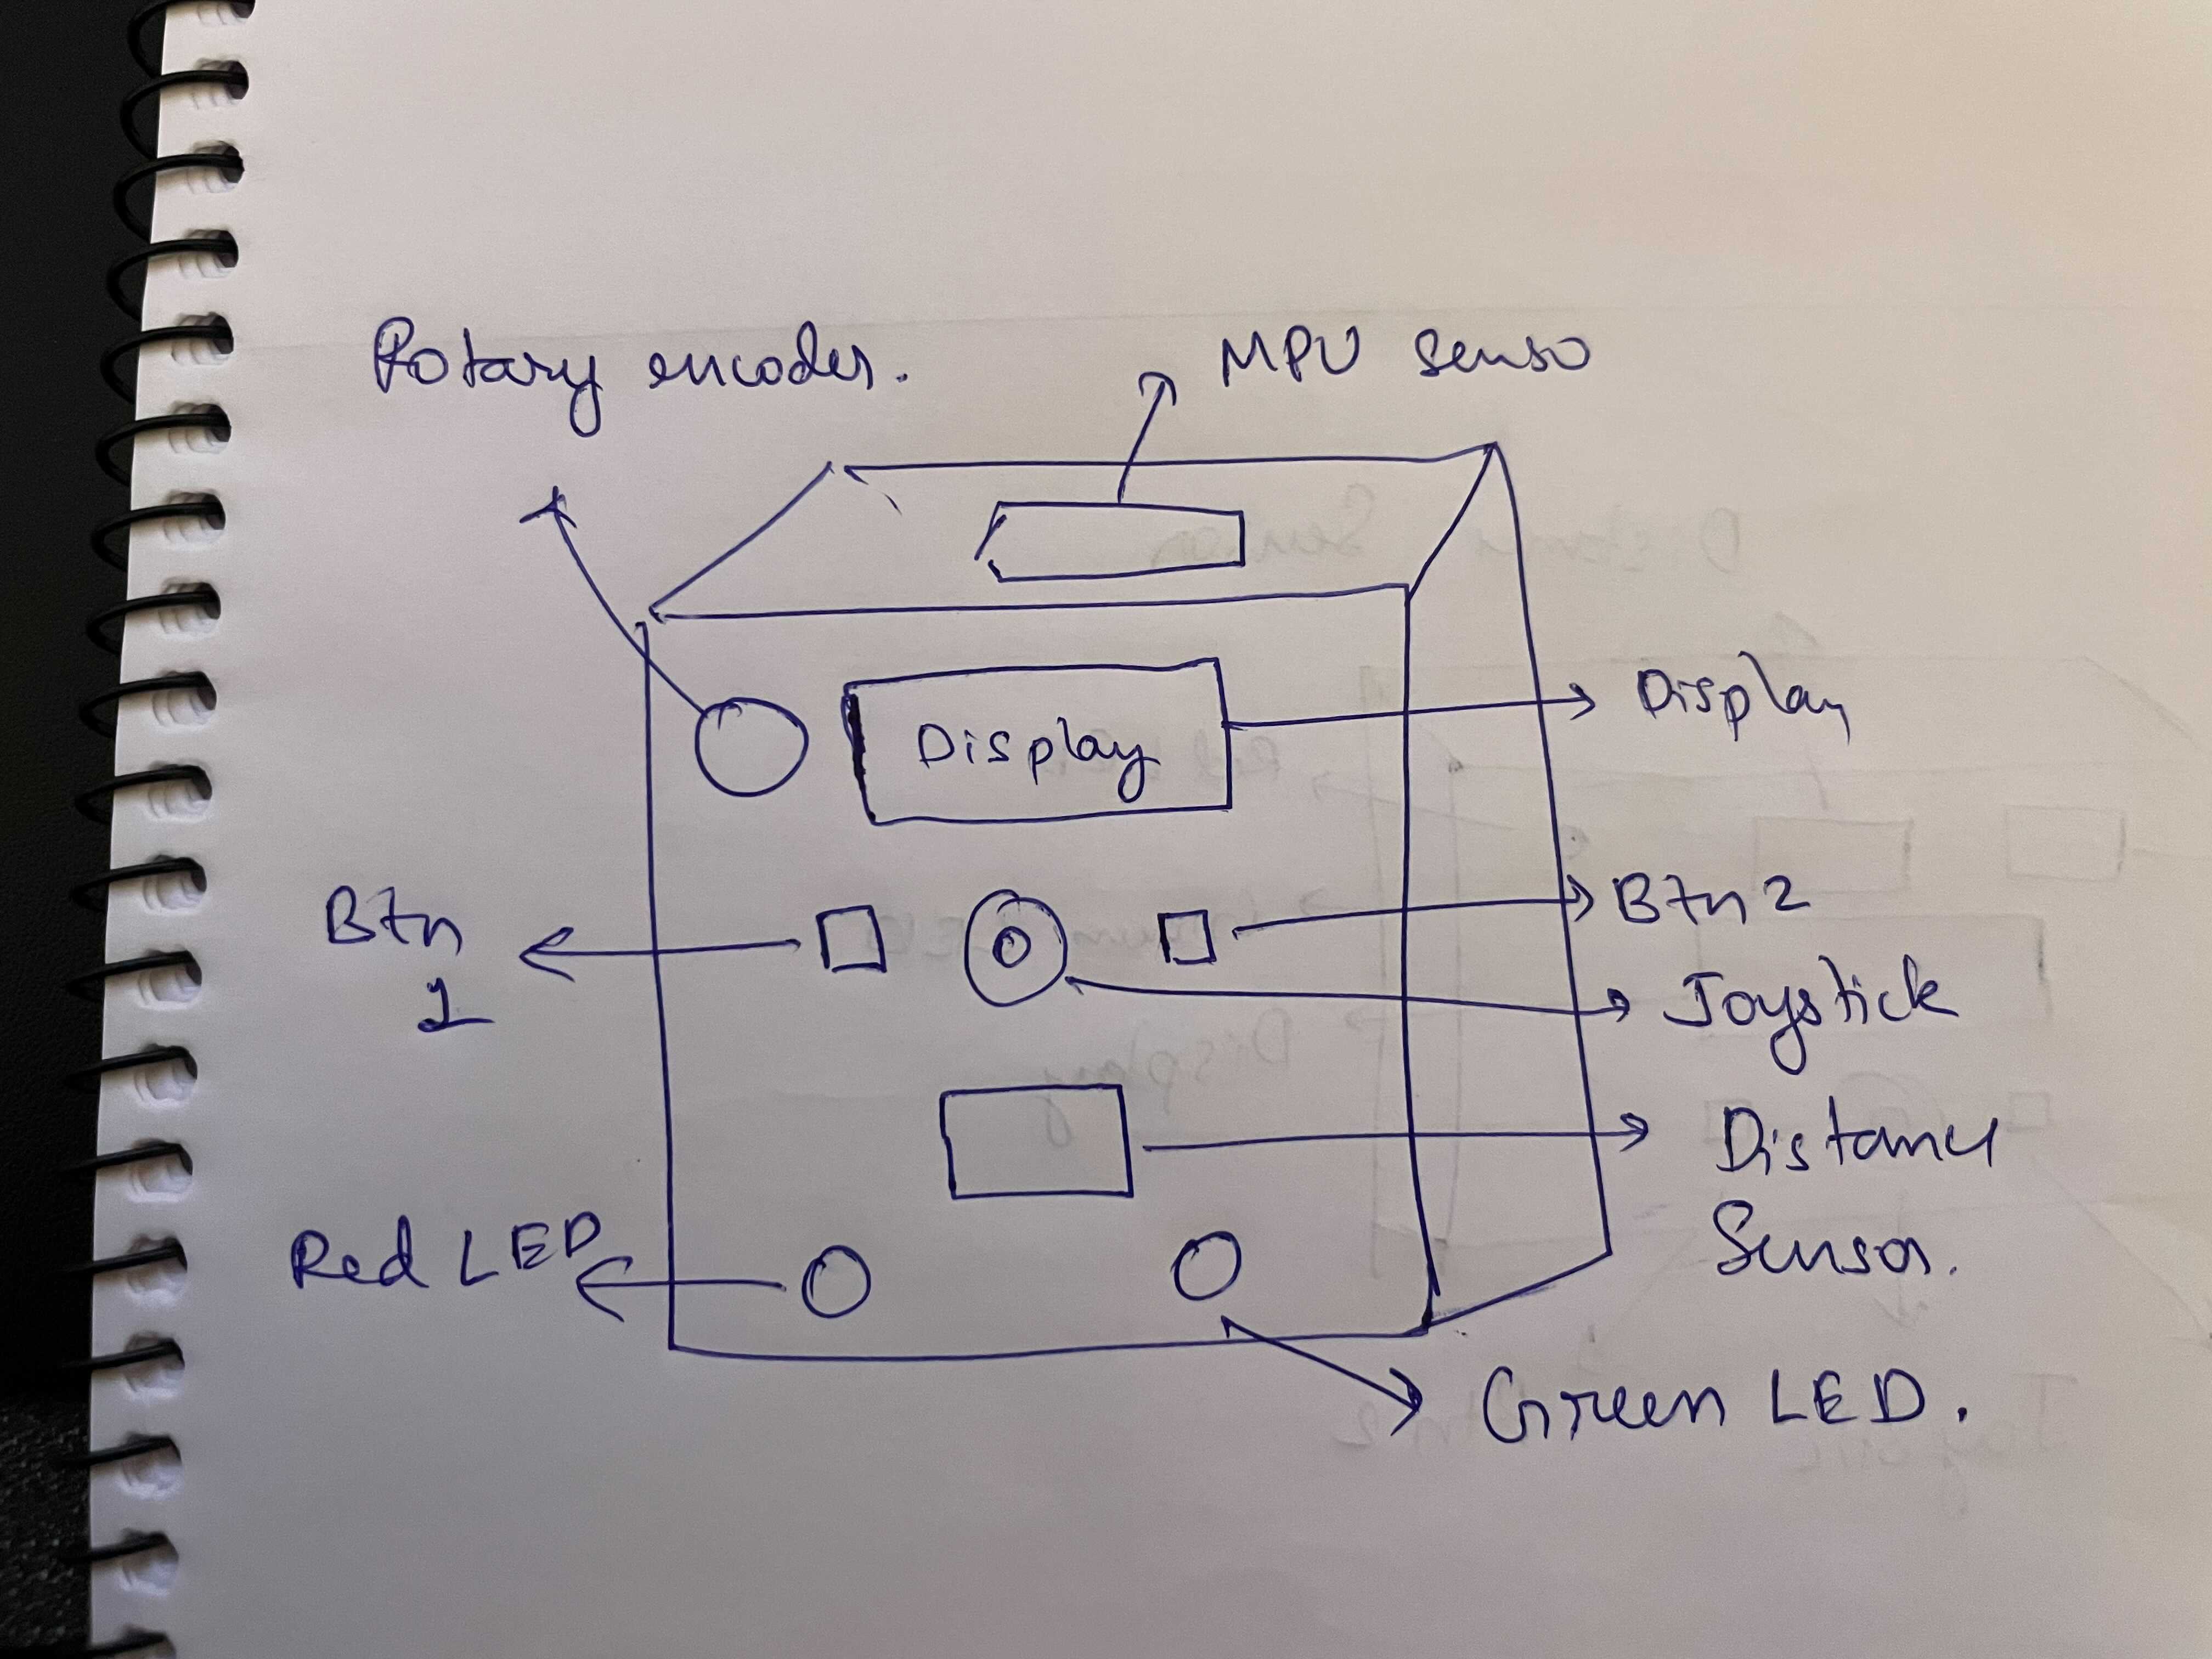 Rotary encoder.
MPU senso
Display
Display
Btn
1
Btn 2
Joystick
Distance
Sensor.
Red LED
Green LED.